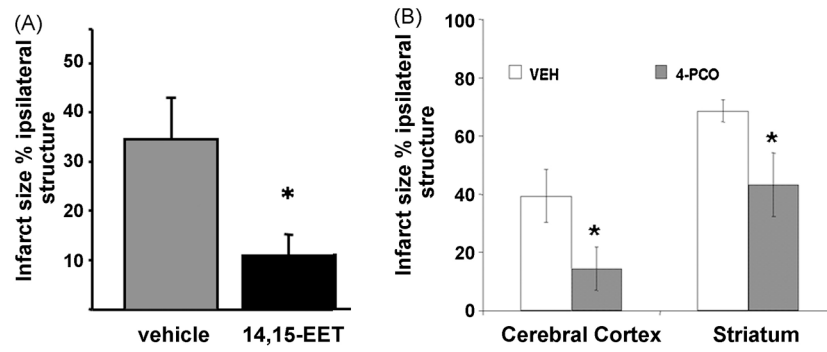 (A)
Infarct size % ipsilateral
structure
50
40
30
20
10
*
vehicle
14,15-EET
(B)
Infarct size % ipsilateral
structure
100
80
60
40
20
0
VEH
4-PCO
*
*
Cerebral Cortex
Striatum